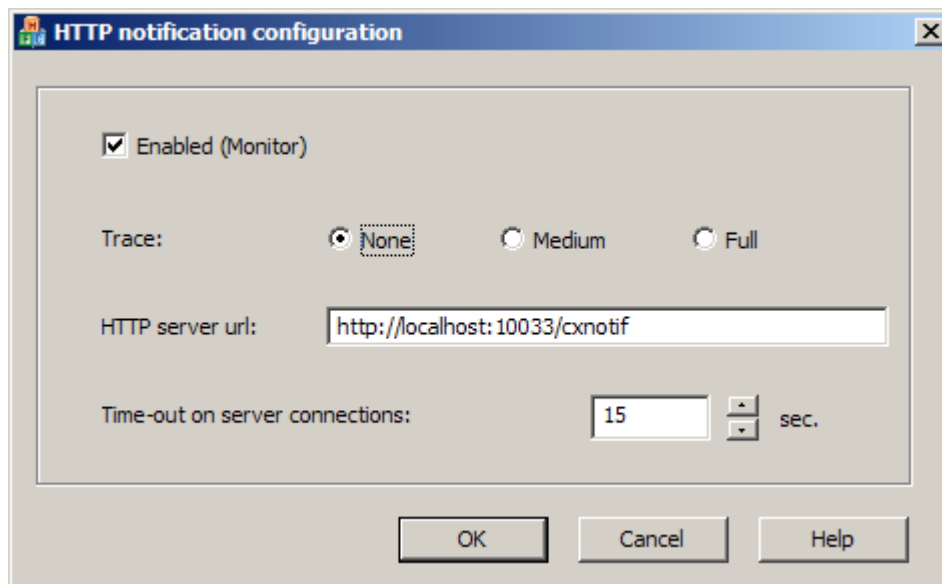 HTTP notification configuration
Enabled (Monitor)
Trace: None Medium Full
HTTP server url: http://localhost:10033/cxnotif
Time-out on server connections: 15 sec.
OK Cancel Help